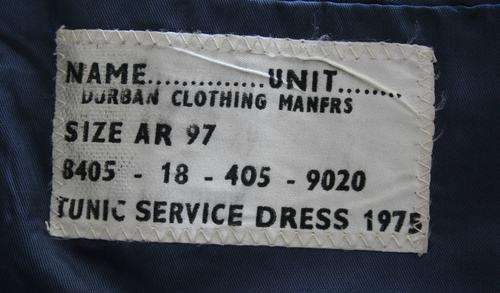 NAME..............UNIT........
DURBAN CLOTHING MANFRS
SIZE AR 97
8405 - 18 - 405 - 9020
TUNIC SERVICE DRESS 1975